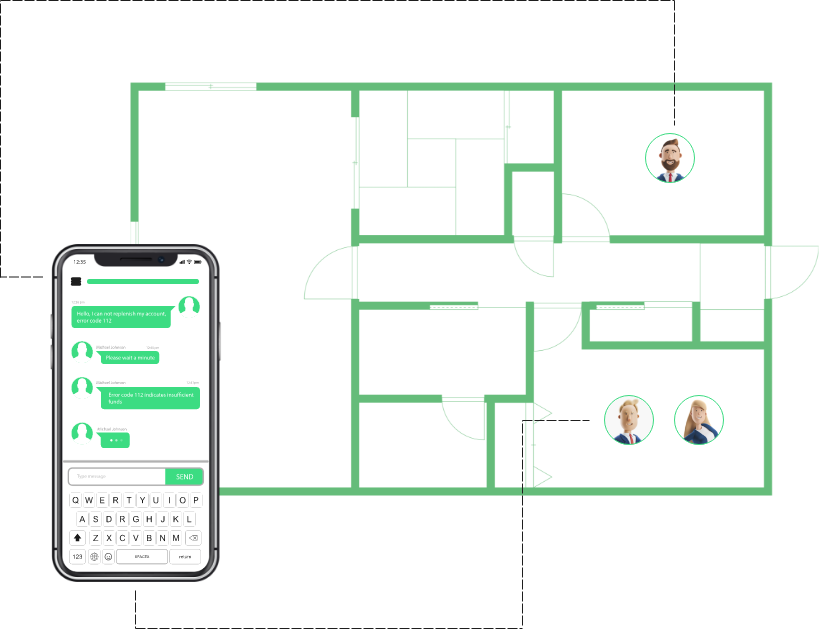 12:35
Hello, I can not replenish my account,
error code 112
Michael Johnson
Please wait a minute
Michael Johnson
Error code 112 indicates insufficient
funds
Michael Johnson
Type message
SEND
Q W E R T Y U I O P
A S D F G H J K L
Z X C V B N M
123
SPACES
return